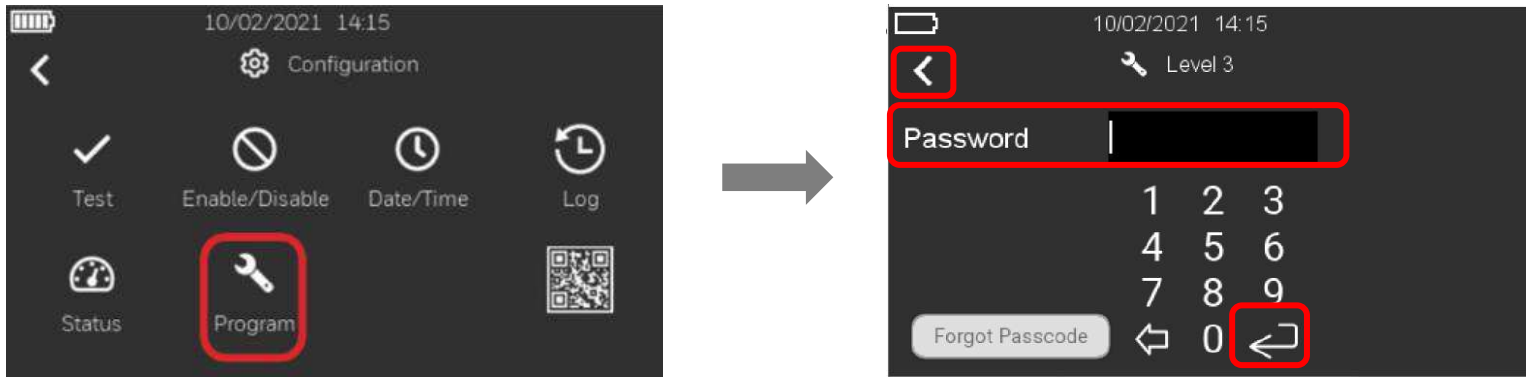 10/02/2021 14:15
Configuration
Test Enable/Disable Date/Time Log
Status Program
10/02/2021 14:15
Level 3
Password
1 2 3
4 5 6
7 8 9
Forgot Passcode 0